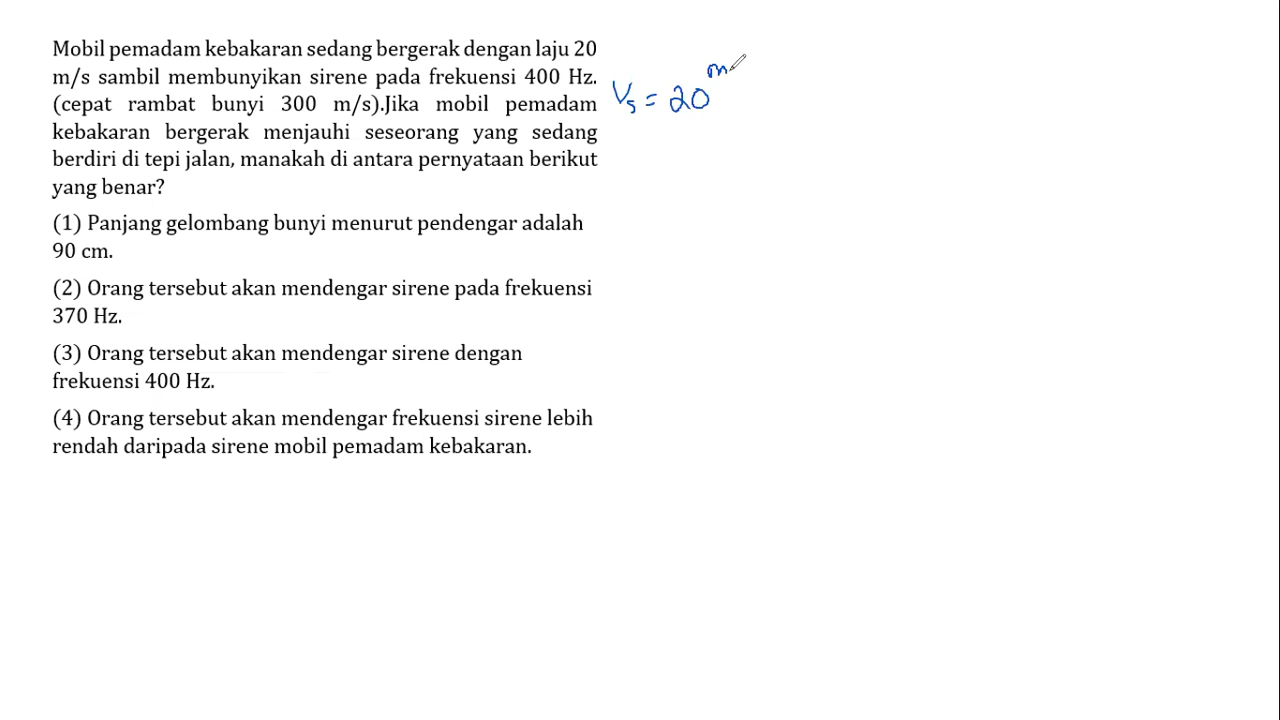 Mobil pemadam kebakaran sedang bergerak dengan laju 20
m/s sambil membunyikan sirene pada frekuensi 400 Hz.
(cepat rambat bunyi 300 m/s).Jika mobil pemadam
kebakaran bergerak menjauhi seseorang yang sedang
berdiri di tepi jalan, manakah di antara pernyataan berikut
yang benar?
(1) Panjang gelombang bunyi menurut pendengar adalah
90 cm.
(2) Orang tersebut akan mendengar sirene pada frekuensi
370 Hz.
(3) Orang tersebut akan mendengar sirene dengan
frekuensi 400 Hz.
(4) Orang tersebut akan mendengar frekuensi sirene lebih
rendah daripada sirene mobil pemadam kebakaran.
Vs = 20 m